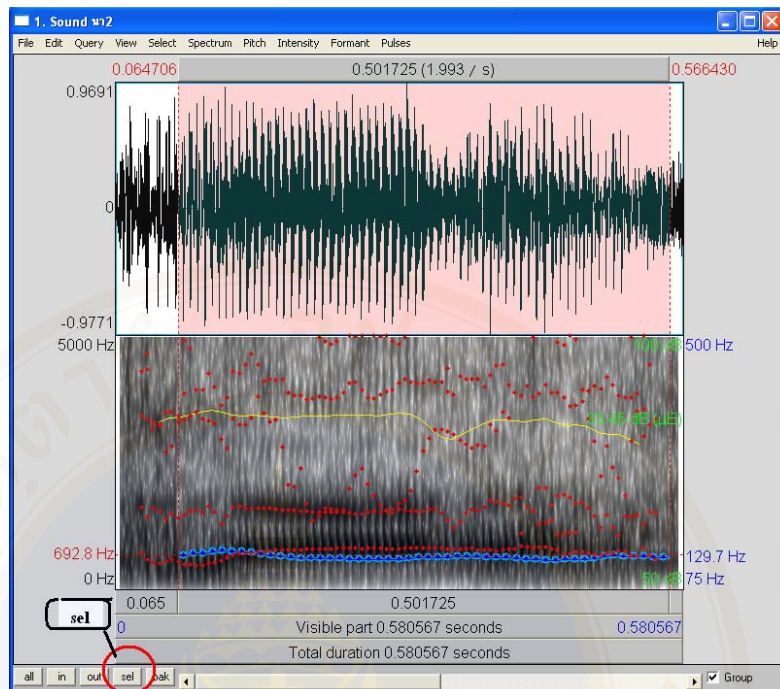 1. Sound นา2
File Edit Query View Select Spectrum Pitch Intensity Formant Pulses Help
0.064706 0.501725 (1.993 / s) 0.566430
0.9691
0
-0.9771
5000 Hz 500 Hz
692.8 Hz 129.7 Hz
0 Hz 75 Hz
0.065 0.501725
0 Visible part 0.580567 seconds 0.580567
Total duration 0.580567 seconds
sel
all in out sel bak Group